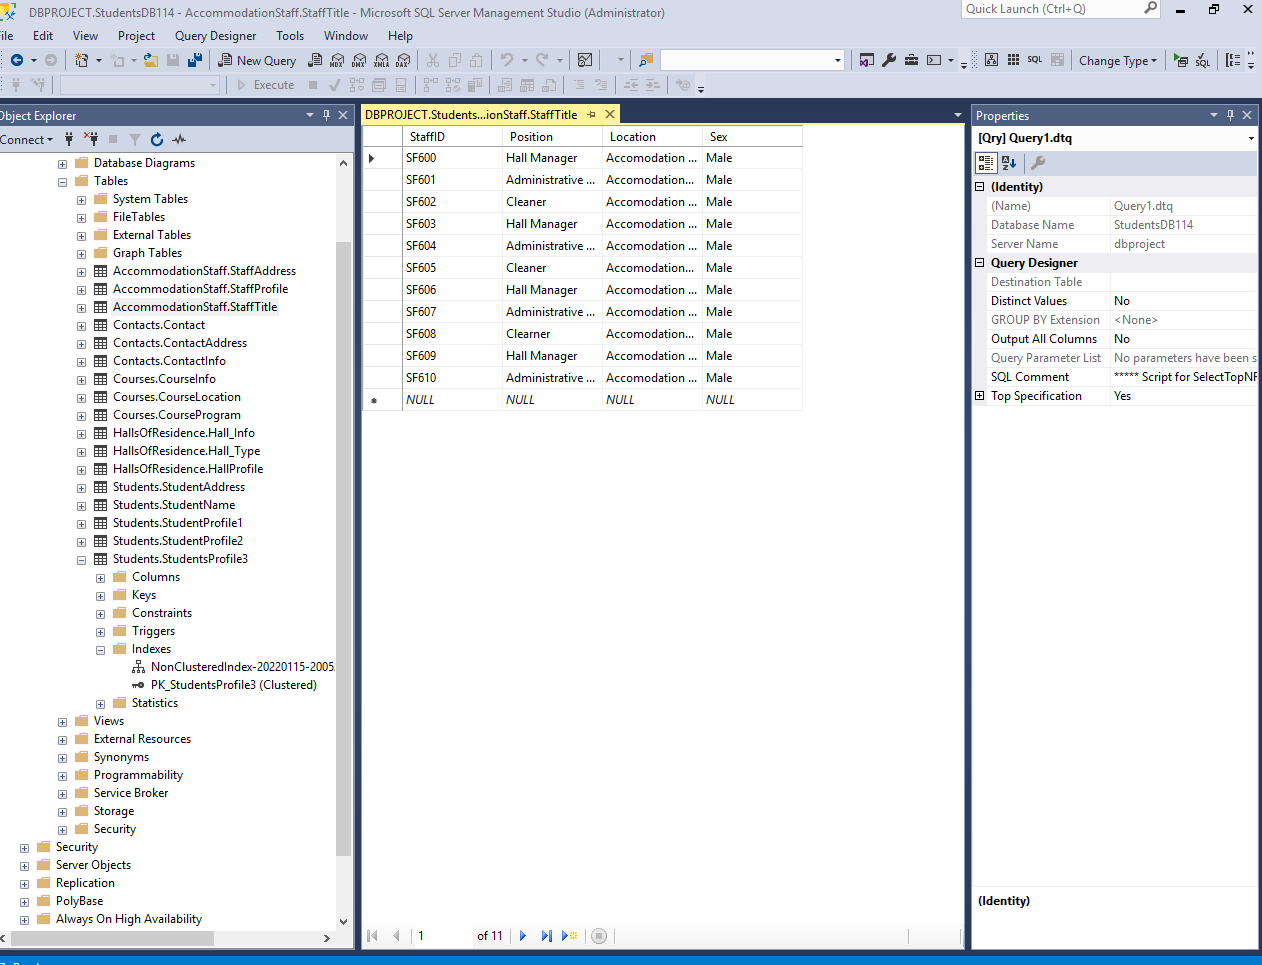 DBPROJECT.StudentsDB114 - AccommodationStaff.StaffTitle - Microsoft SQL Server Management Studio (Administrator)
Quick Launch (Ctrl+Q)
ile Edit View Project Query Designer Tools Window Help
New Query MDX DMX XMLA DAX SQL Change Type SQL
Execute
Object Explorer
Connect
Database Diagrams
Tables
System Tables
FileTables
External Tables
Graph Tables
AccommodationStaff.StaffAddress
AccommodationStaff.StaffProfile
AccommodationStaff.StaffTitle
Contacts.Contact
Contacts.ContactAddress
Contacts.ContactInfo
Courses.CourseInfo
Courses.CourseLocation
Courses.CourseProgram
HallsOfResidence.Hall_Info
HallsOfResidence.Hall_Type
HallsOfResidence.HallProfile
Students.StudentAddress
Students.StudentName
Students.StudentProfile1
Students.StudentProfile2
Students.StudentsProfile3
Columns
Keys
Constraints
Triggers
Indexes
NonClusteredIndex-20220115-2005
PK_StudentsProfile3 (Clustered)
Statistics
Views
External Resources
Synonyms
Programmability
Service Broker
Storage
Security
Security
Server Objects
Replication
PolyBase
Always On High Availability
DBPROJECT.Students...ionStaff.StaffTitle
StaffID Position Location Sex
SF600 Hall Manager Accomodation ... Male
SF601 Administrative ... Accomodation... Male
SF602 Cleaner Accomodation ... Male
SF603 Hall Manager Accomodation ... Male
SF604 Administrative ... Accomodation ... Male
SF605 Cleaner Accomodation... Male
SF606 Hall Manager Accomodation ... Male
SF607 Administrative ... Accomodation... Male
SF608 Clearner Accomodation... Male
SF609 Hall Manager Accomodation ... Male
SF610 Administrative ... Accomodation ... Male
NULL NULL NULL NULL
1 of 11
Properties
[Qry] Query1.dtq
(Identity)
(Name) Query1.dtq
Database Name StudentsDB114
Server Name dbproject
Query Designer
Destination Table
Distinct Values No
GROUP BY Extension <None>
Output All Columns No
Query Parameter List No parameters have been s
SQL Comment ***** Script for SelectTopNR
Top Specification Yes
(Identity)